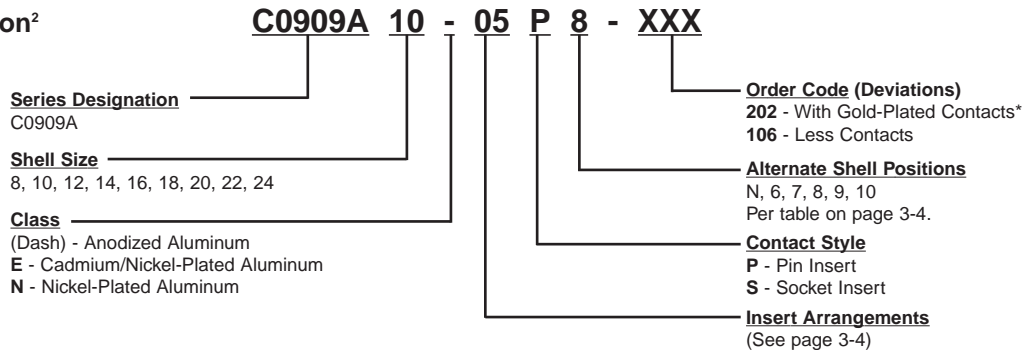 on²
C0909A 10 - 05 P 8 - XXX
Series Designation
C0909A
Shell Size
8, 10, 12, 14, 16, 18, 20, 22, 24
Class
(Dash) - Anodized Aluminum
E - Cadmium/Nickel-Plated Aluminum
N - Nickel-Plated Aluminum
Order Code (Deviations)
202 - With Gold-Plated Contacts*
106 - Less Contacts
Alternate Shell Positions
N, 6, 7, 8, 9, 10
Per table on page 3-4.
Contact Style
P - Pin Insert
S - Socket Insert
Insert Arrangements
(See page 3-4)